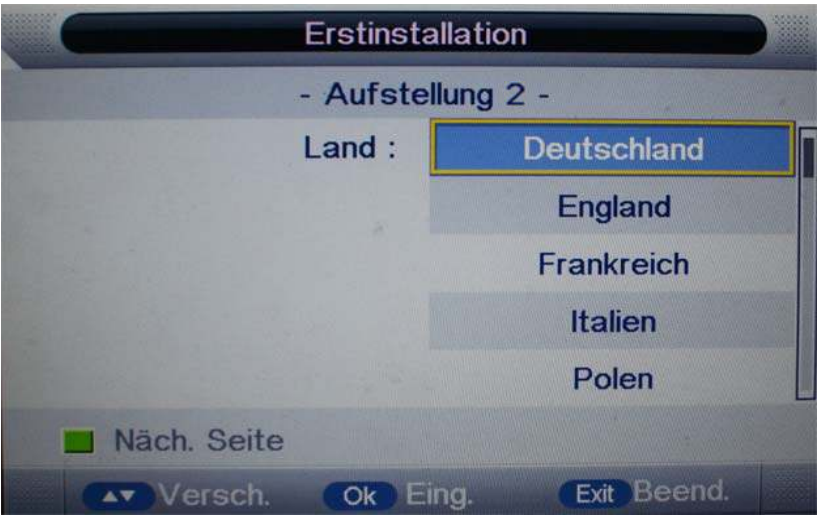 Erstinstallation
- Aufstellung 2 -
Land : Deutschland
England
Frankreich
Italien
Polen
Näch. Seite
Versch. Ok Eing. Exit Beend.